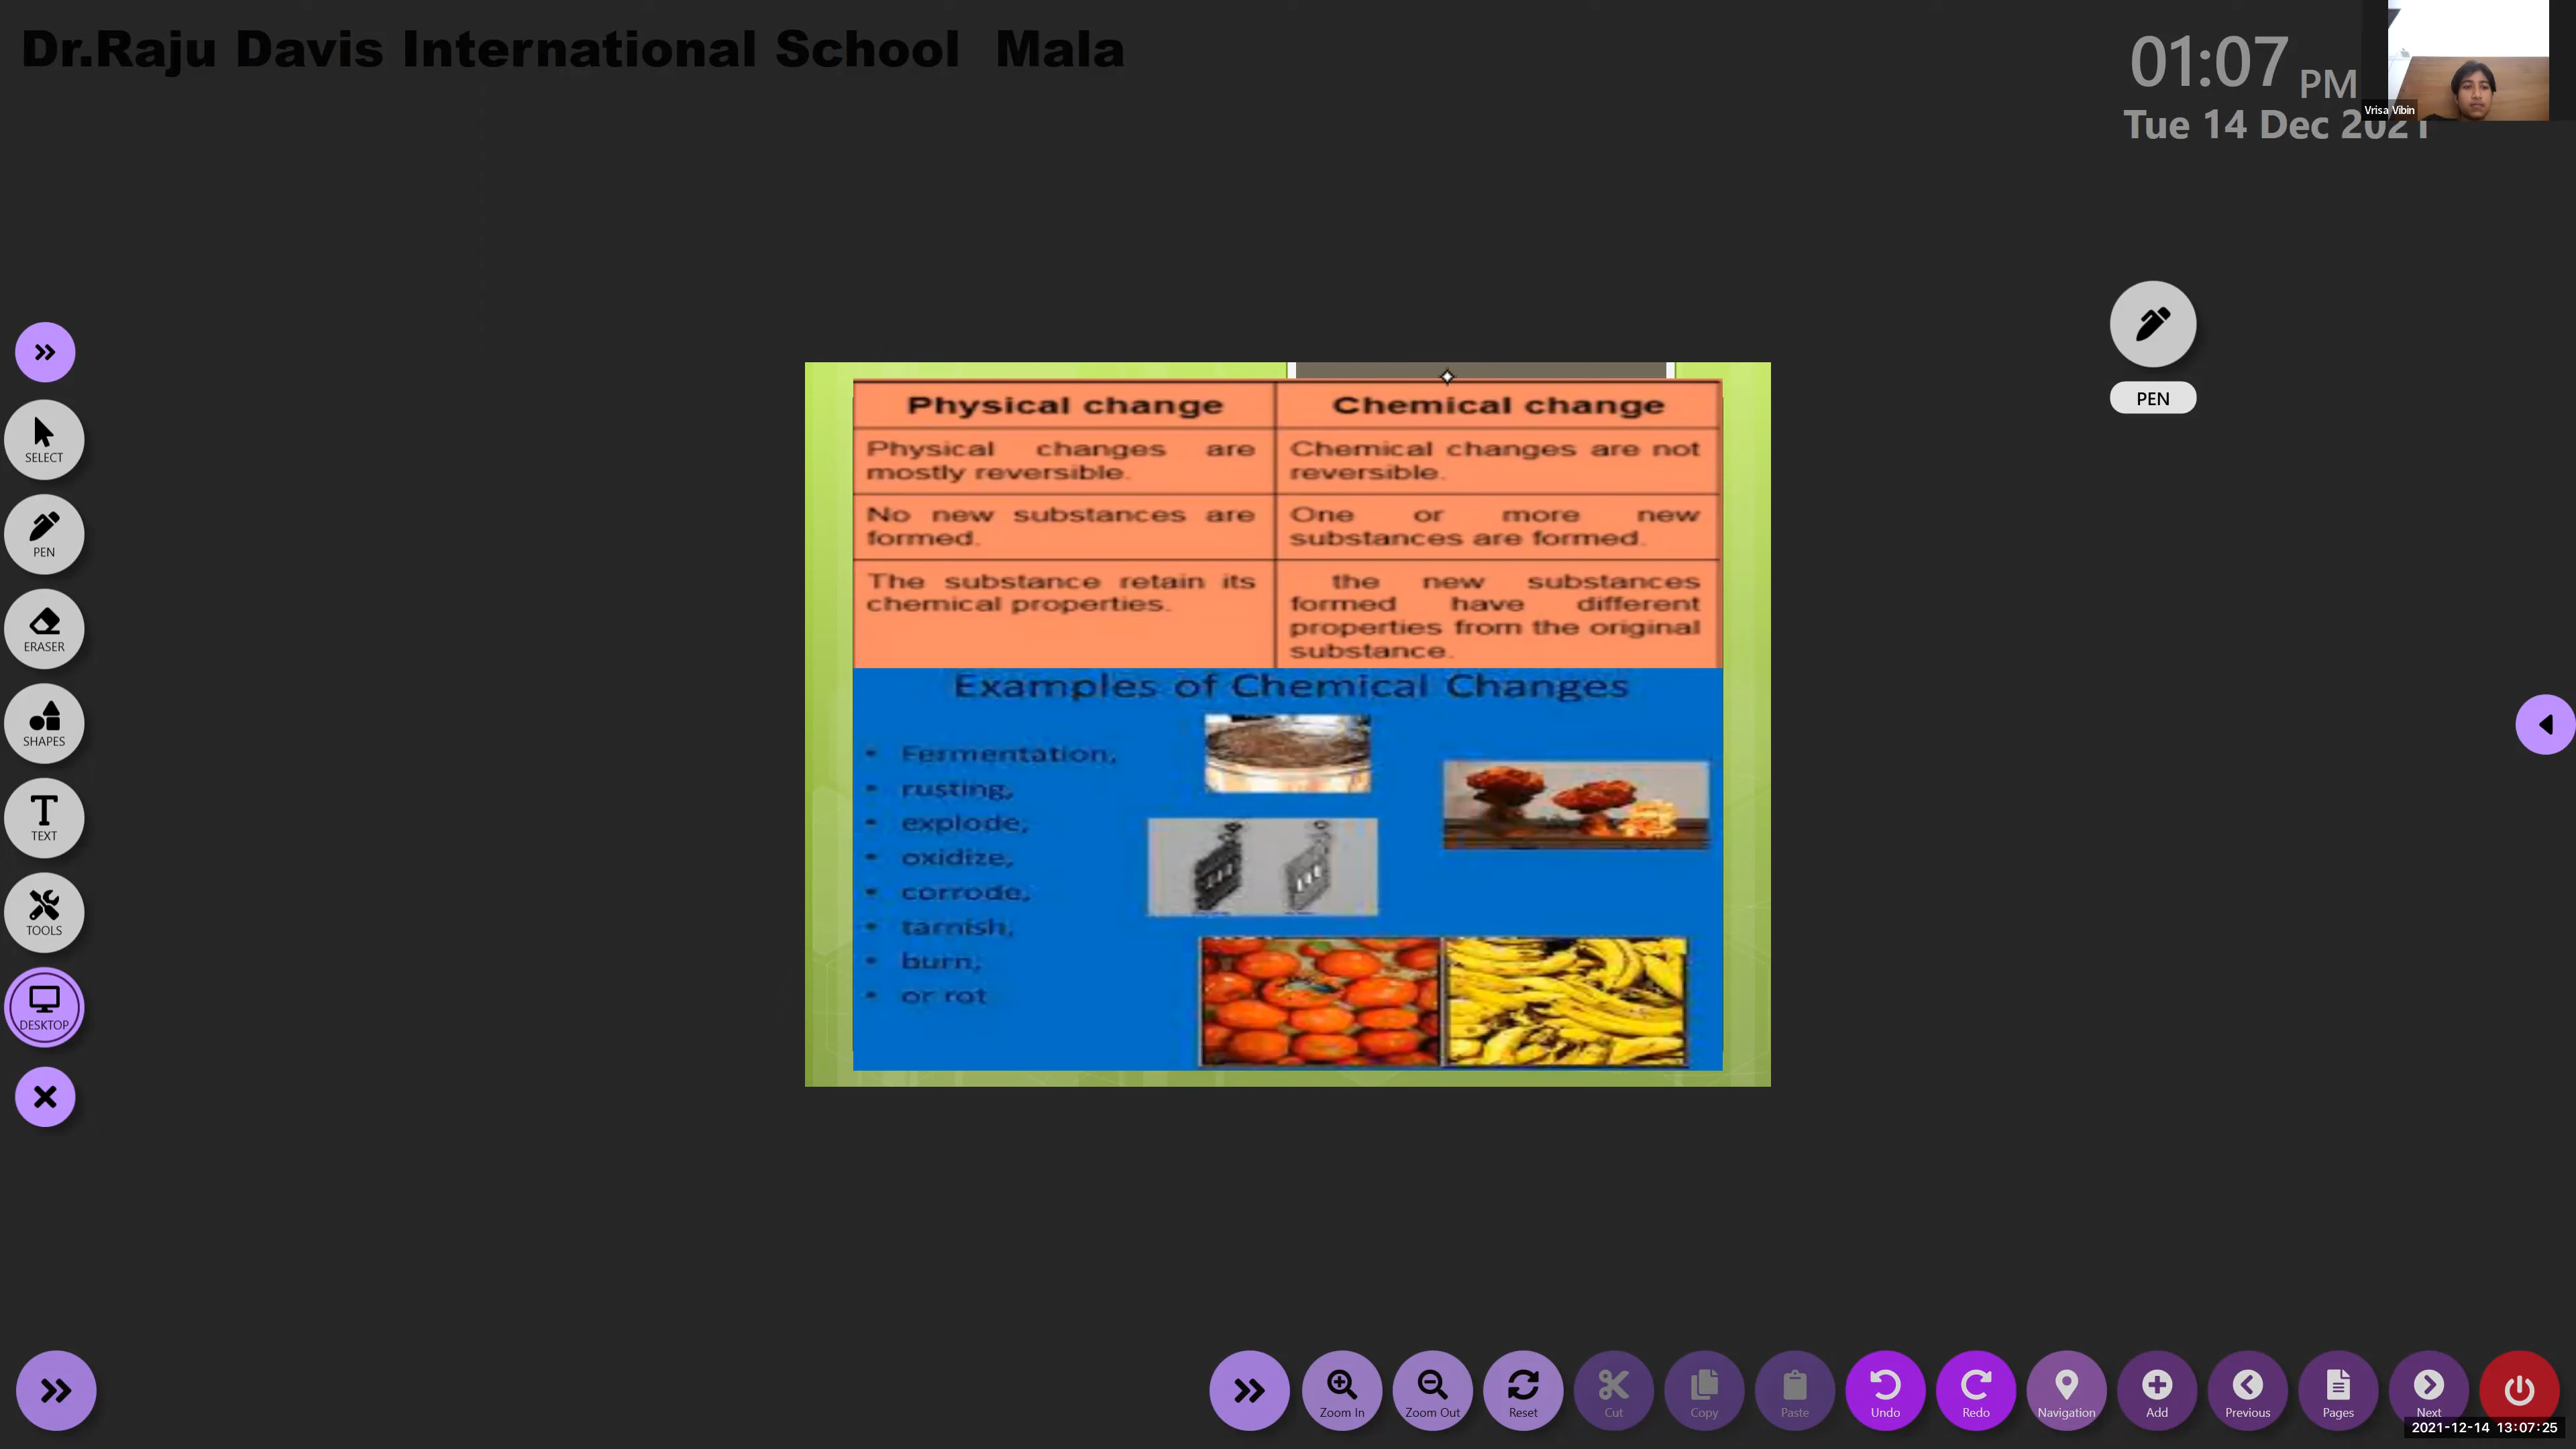 Dr.Raju Davis International School Mala
01:07 PM
Tue 14 Dec 2021
Vrisa Vibin
PEN
SELECT
PEN
ERASER
SHAPES
TEXT
TOOLS
DESKTOP
Physical change
Chemical change
Physical changes are
mostly reversible.
Chemical changes are not
reversible.
No new substances are
formed.
One or more new
substances are formed.
The substance retain its
chemical properties.
the new substances
formed have different
properties from the original
substance.
Examples of Chemical Changes
• Fermentation,
• rusting,
• explode,
• oxidize,
• corrode,
• tarnish,
• burn,
• or rot
Zoom In
Zoom Out
Reset
Cut
Copy
Paste
Undo
Redo
Navigation
Add
Previous
Pages
Next
2021-12-14 13:07:25